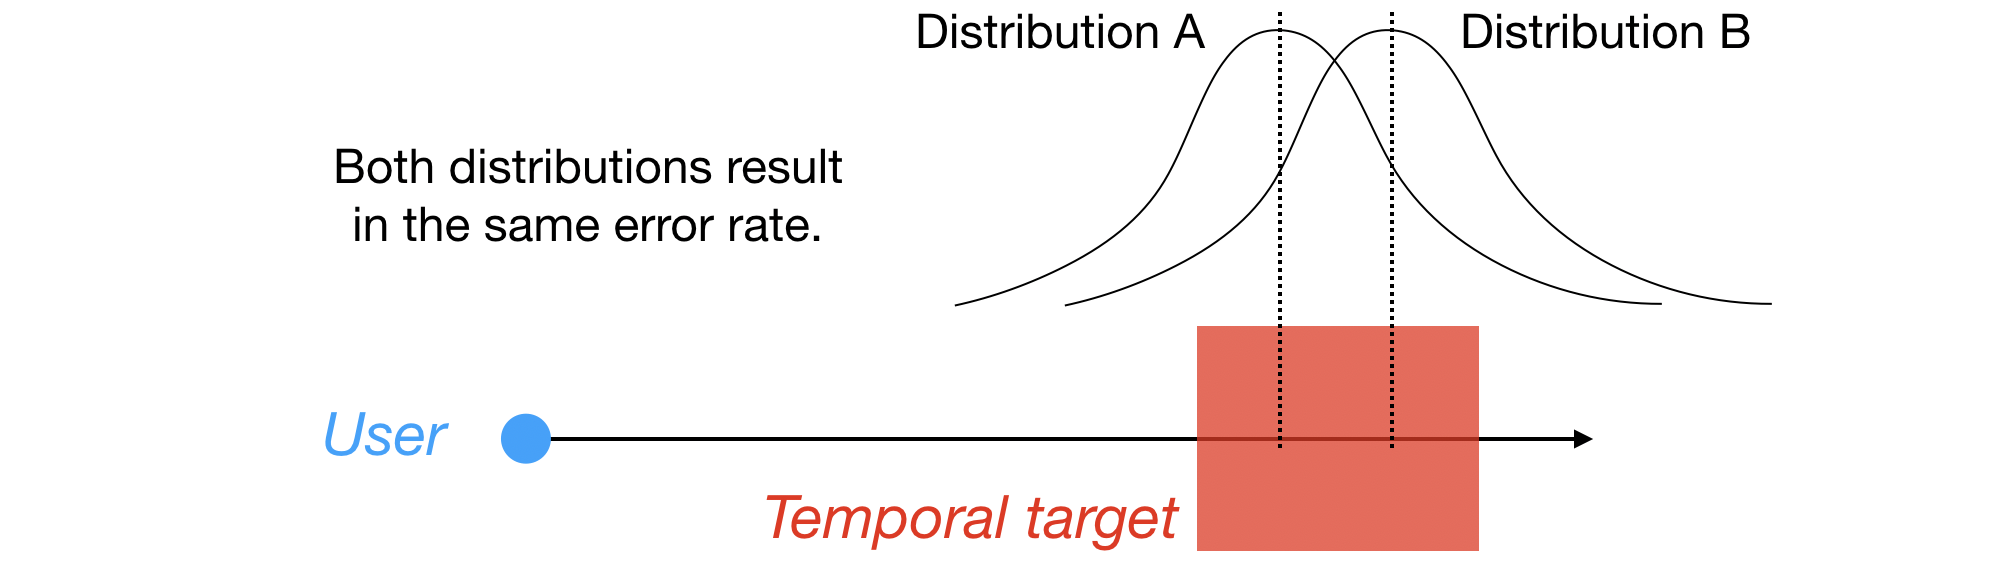 Distribution A
Distribution B
Both distributions result
in the same error rate.
User
Temporal target